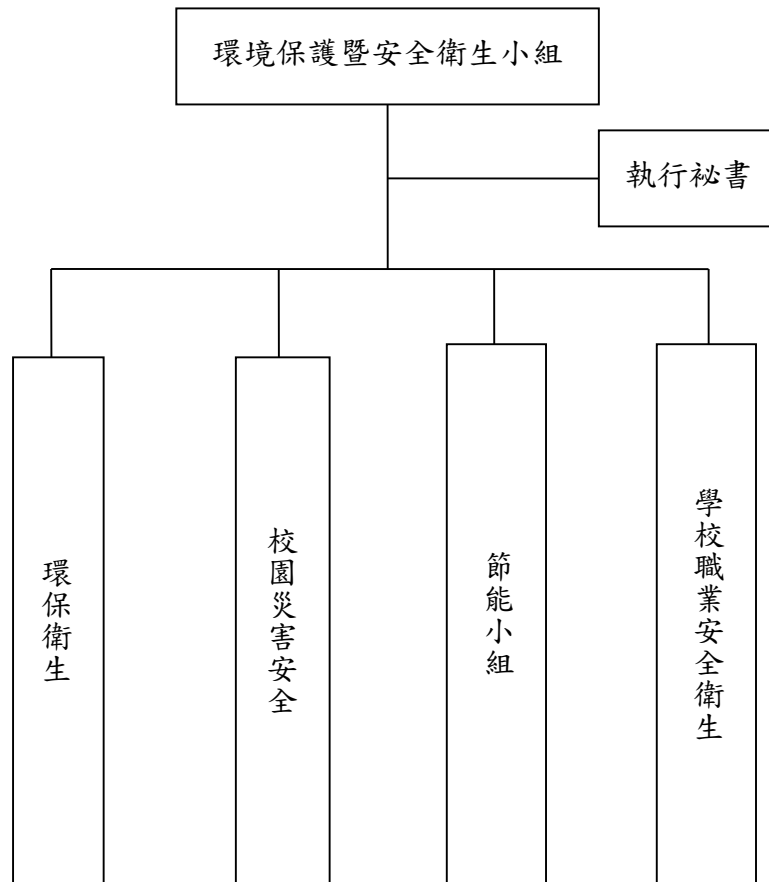 環境保護暨安全衛生小組
執行祕書
環保衛生
校園災害安全
節能小組
學校職業安全衛生